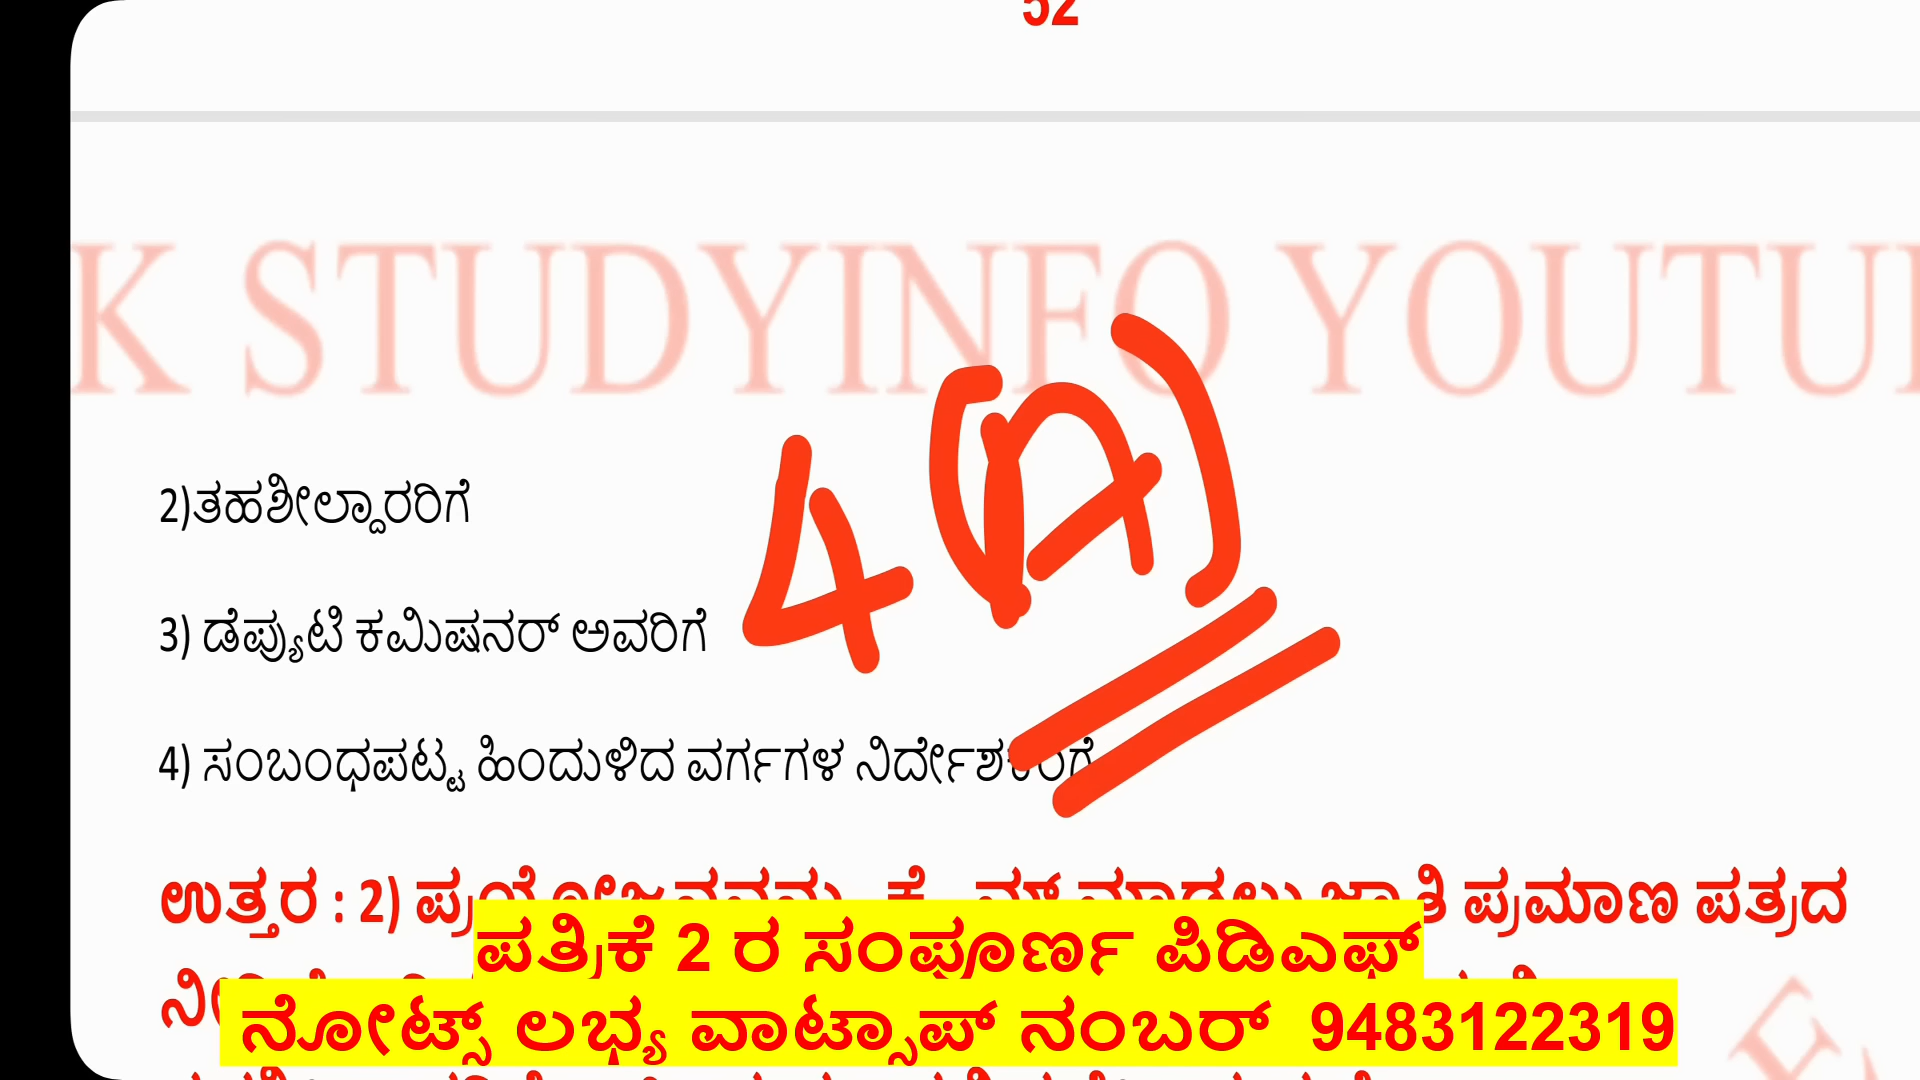 52
K STUDYINFO YOUTU
4(A)
2)ತಹಶೀಲ್ದಾರರಿಗೆ
3) ಡೆಪ್ಯುಟಿ ಕಮಿಷನರ್ ಅವರಿಗೆ
4) ಸಂಬಂಧಪಟ್ಟ ಹಿಂದುಳಿದ ವರ್ಗಗಳ ನಿರ್ದೇಶಕರಿಗೆ
ಉತ್ತರ : 2) ಜಾತಿ ಪ್ರಮಾಣ ಪತ್ರದ
ಪತ್ರಿಕೆ 2 ರ ಸಂಪೂರ್ಣ ಪಿಡಿಎಫ್
ನೋಟ್ಸ್ ಲಭ್ಯ ವಾಟ್ಸಾಪ್ ನಂಬರ್ 9483122319